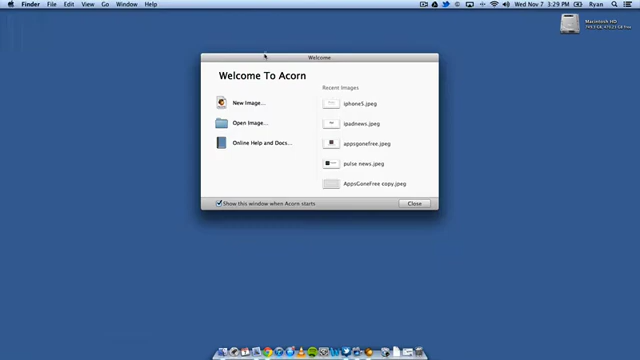 Finder File Edit View Go Window Help
Wed Nov 7 3:29 PM Ryan
Macintosh HD
Welcome
Welcome To Acorn
New Image...
Open Image...
Online Help and Docs...
Recent Images
iphone5.jpeg
ipadnews.jpeg
appsgonefree.jpeg
pulse news.jpeg
AppsGoneFree copy.jpeg
Show this window when Acorn starts
Close